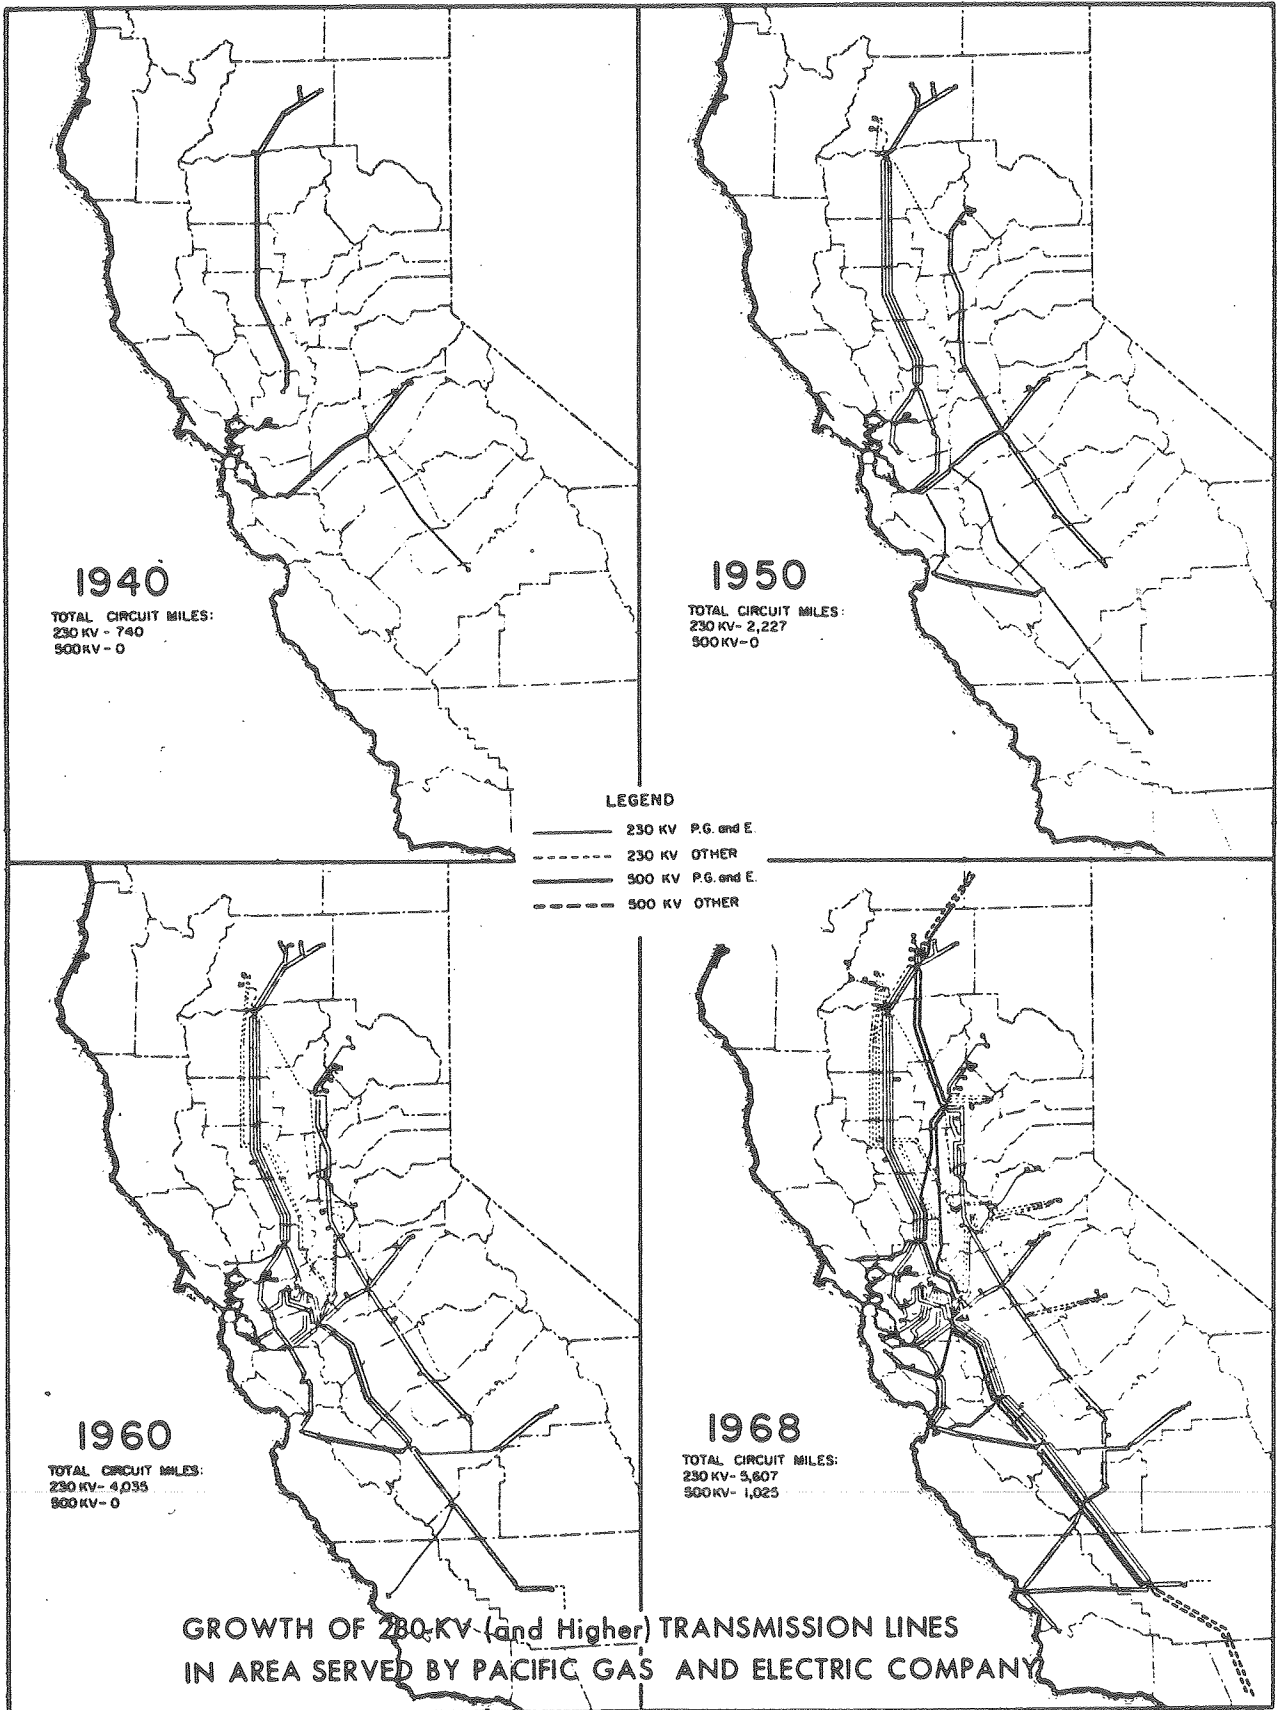 1940
TOTAL CIRCUIT MILES:
230 KV - 740
500 KV - 0
1950
TOTAL CIRCUIT MILES:
230 KV - 2,227
500 KV - 0
LEGEND
230 KV P.G. and E.
230 KV OTHER
500 KV P.G. and E.
500 KV OTHER
1960
TOTAL CIRCUIT MILES:
230 KV - 4,035
500 KV - 0
1968
TOTAL CIRCUIT MILES:
230 KV - 5,607
500 KV - 1,025
GROWTH OF 230-KV (and Higher) TRANSMISSION LINES
IN AREA SERVED BY PACIFIC GAS AND ELECTRIC COMPANY